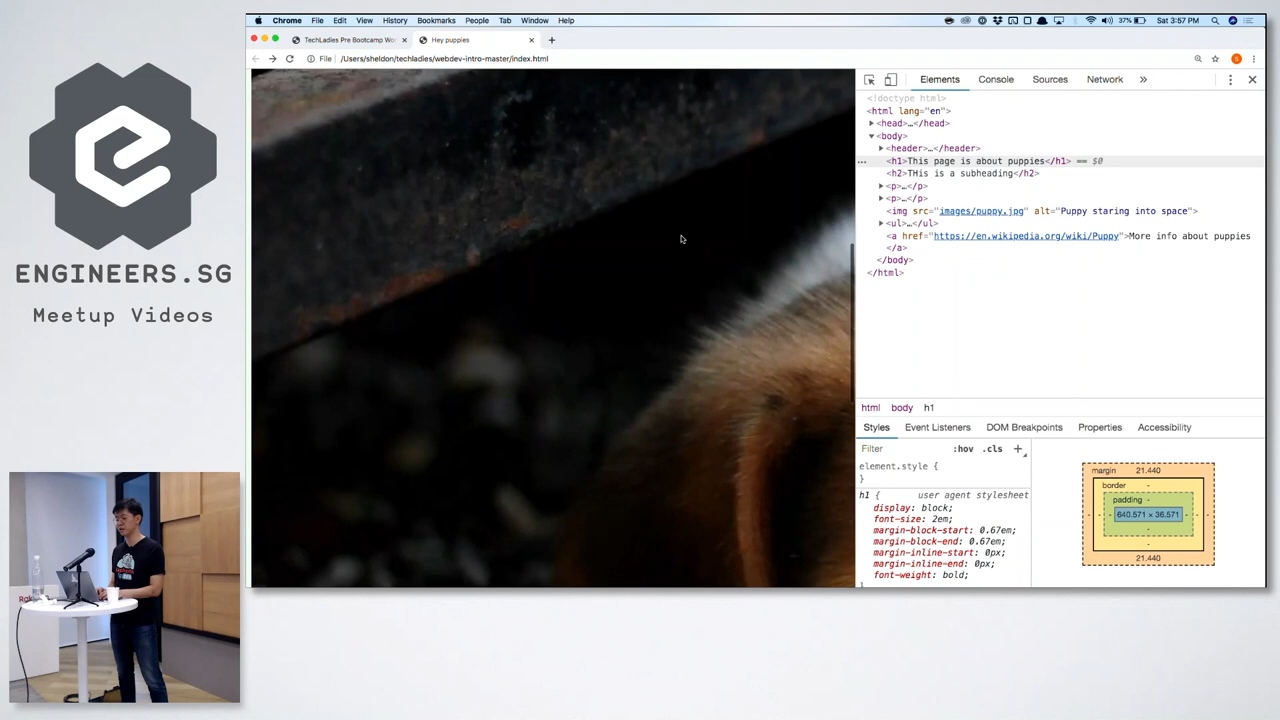 ENGINEERS.SG
Meetup Videos
Chrome File Edit View History Bookmarks People Tab Window Help
37% Sat 3:57 PM
TechLadies Pre Bootcamp Wo
Hey puppies
File /Users/sheldon/techladies/webdev-intro-master/index.html
Elements Console Sources Network
<!doctype html>
<html lang="en">
<head>…</head>
<body>
<header>…</header>
<h1>This page is about puppies</h1> == $0
<h2>THis is a subheading</h2>
<p>…</p>
<p>…</p>
<img src="images/puppy.jpg" alt="Puppy staring into space">
<ul>…</ul>
<a href="https://en.wikipedia.org/wiki/Puppy">More info about puppies
</a>
</body>
</html>
html body h1
Styles Event Listeners DOM Breakpoints Properties Accessibility
Filter :hov .cls +
element.style {
}
h1 { user agent stylesheet
display: block;
font-size: 2em;
margin-block-start: 0.67em;
margin-block-end: 0.67em;
margin-inline-start: 0px;
margin-inline-end: 0px;
font-weight: bold;
margin 21.440
border -
padding -
- - - 640.571 × 36.571 - - -
-
-
21.440